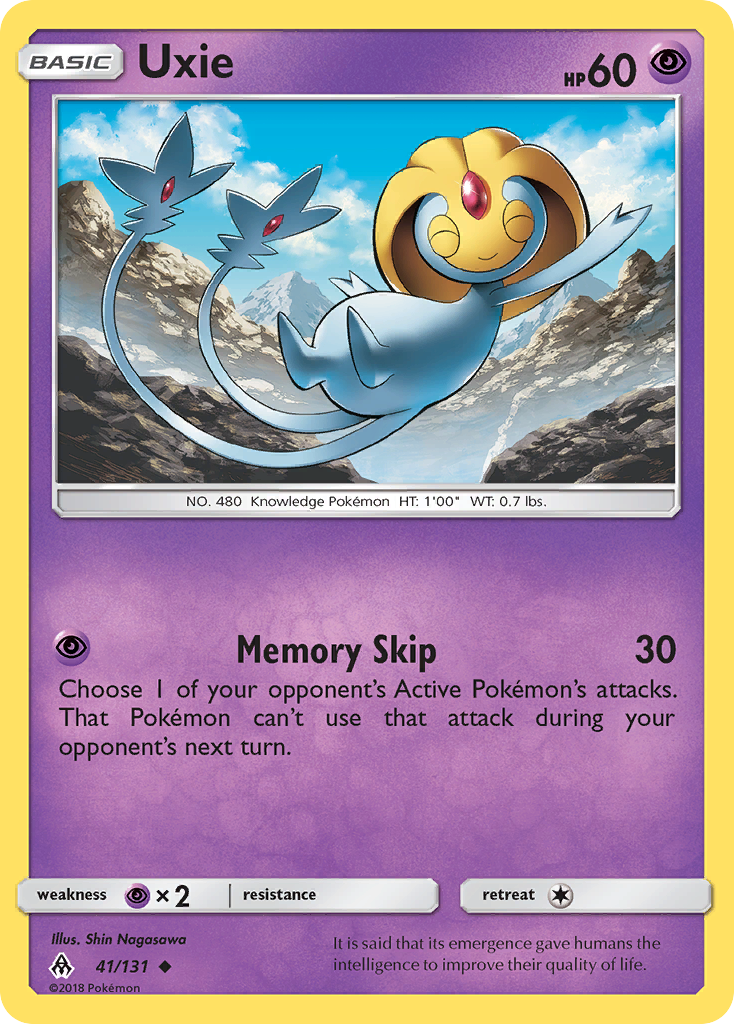 BASIC Uxie HP60
NO. 480 Knowledge Pokémon HT: 1'00" WT: 0.7 lbs.
Memory Skip 30
Choose 1 of your opponent's Active Pokémon's attacks.
That Pokémon can't use that attack during your
opponent's next turn.
weakness ×2 resistance retreat
Illus. Shin Nagasawa
41/131
©2018 Pokémon
It is said that its emergence gave humans the
intelligence to improve their quality of life.